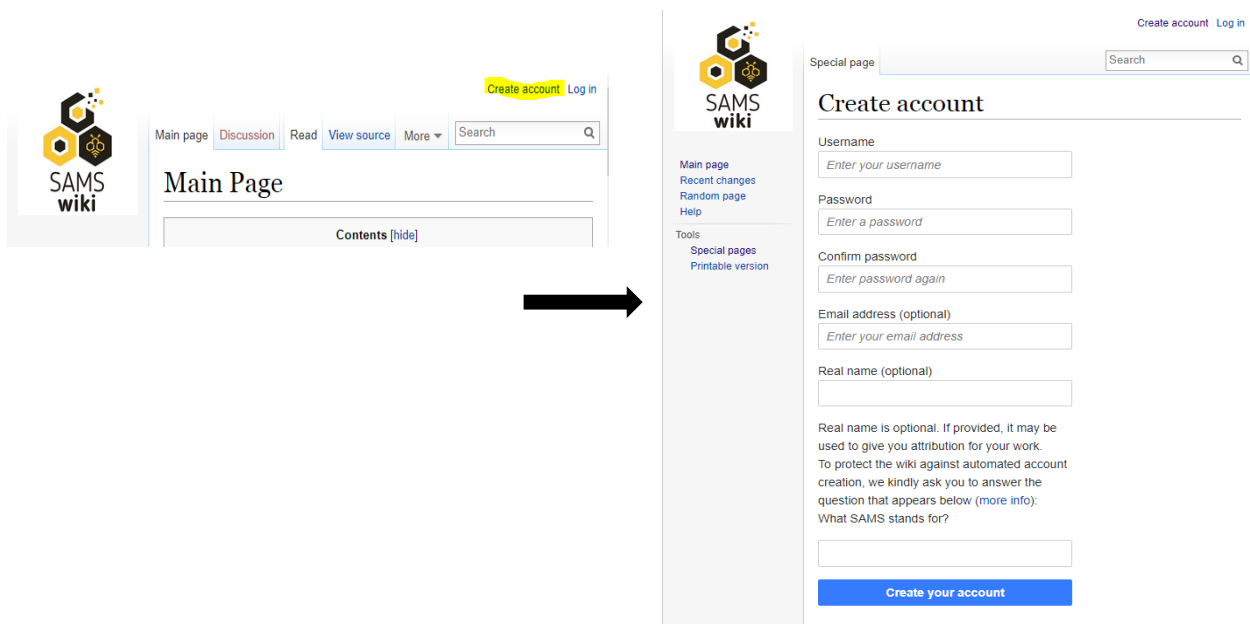 Create account Log in
SAMS
wiki
Main page Discussion Read View source More Search
Main Page
Contents [hide]
Create account Log in
SAMS
wiki
Special page Search
Main page
Recent changes
Random page
Help
Tools
Special pages
Printable version
Create account
Username
Enter your username
Password
Enter a password
Confirm password
Enter password again
Email address (optional)
Enter your email address
Real name (optional)
Real name is optional. If provided, it may be
used to give you attribution for your work.
To protect the wiki against automated account
creation, we kindly ask you to answer the
question that appears below (more info):
What SAMS stands for?
Create your account